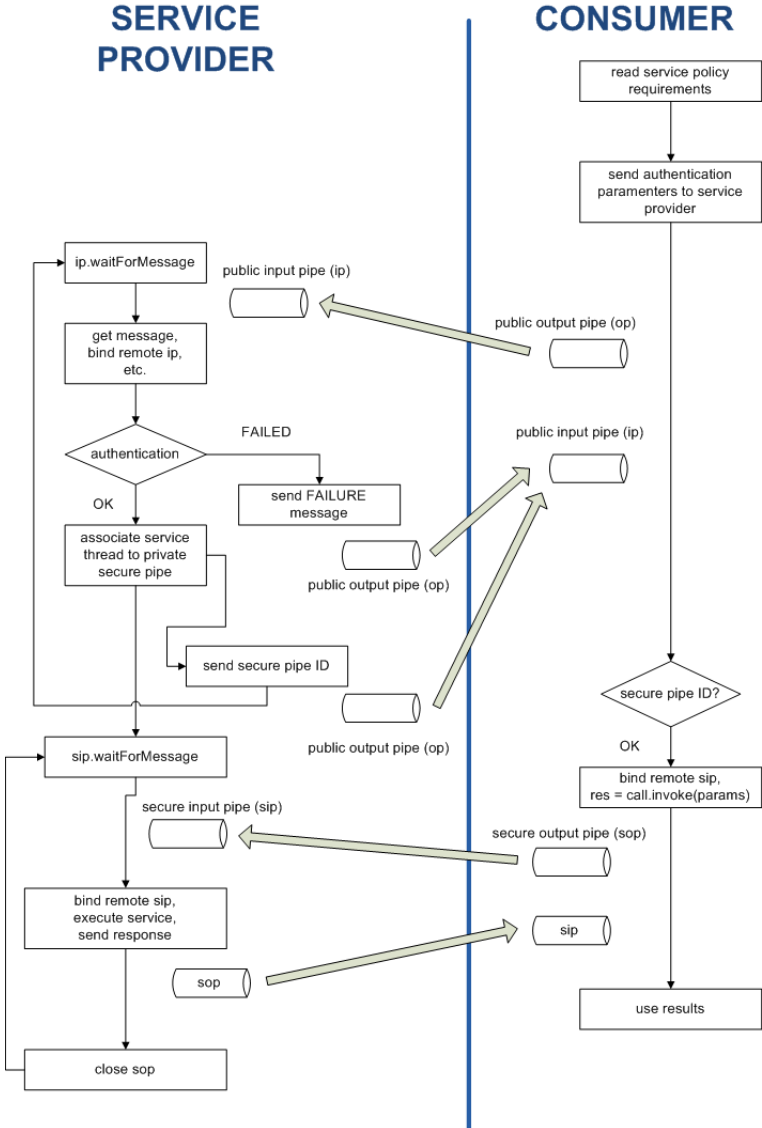 SERVICE
PROVIDER
CONSUMER
read service policy
requirements
send authentication
paramenters to service
provider
ip.waitForMessage
public input pipe (ip)
public output pipe (op)
get message,
bind remote ip,
etc.
authentication
FAILED
public input pipe (ip)
send FAILURE
message
OK
associate service
thread to private
secure pipe
public output pipe (op)
send secure pipe ID
secure pipe ID?
public output pipe (op)
OK
sip.waitForMessage
bind remote sip,
res = call.invoke(params)
secure input pipe (sip)
secure output pipe (sop)
bind remote sip,
execute service,
send response
sip
sop
use results
close sop